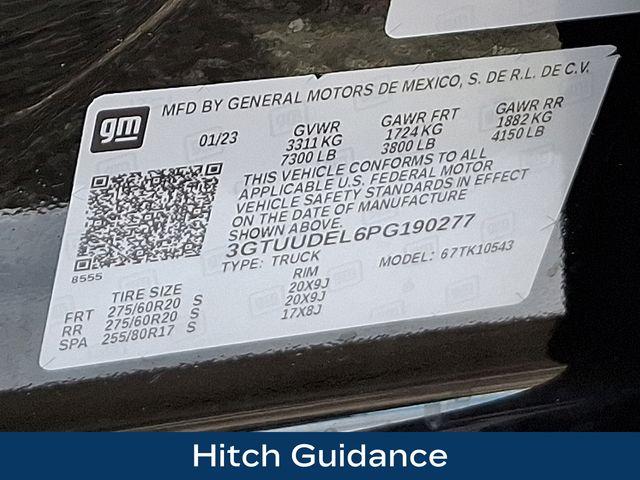 gm
MFD BY GENERAL MOTORS DE MEXICO, S. DE R.L. DE C.V.
01/23 GVWR GAWR FRT GAWR RR
3311 KG 1724 KG 1882 KG
7300 LB 3800 LB 4150 LB
THIS VEHICLE CONFORMS TO ALL
APPLICABLE U.S. FEDERAL MOTOR
VEHICLE SAFETY STANDARDS IN EFFECT
ON THE DATE OF MANUFACTURE
SHOWN ABOVE.
3GTUUDEL6PG190277
TYPE: TRUCK MODEL: 67TK10543
8555
TIRE SIZE RIM
FRT 275/60R20 S 20X9J
RR 275/60R20 S 20X9J
SPA 255/80R17 S 17X8J
Hitch Guidance